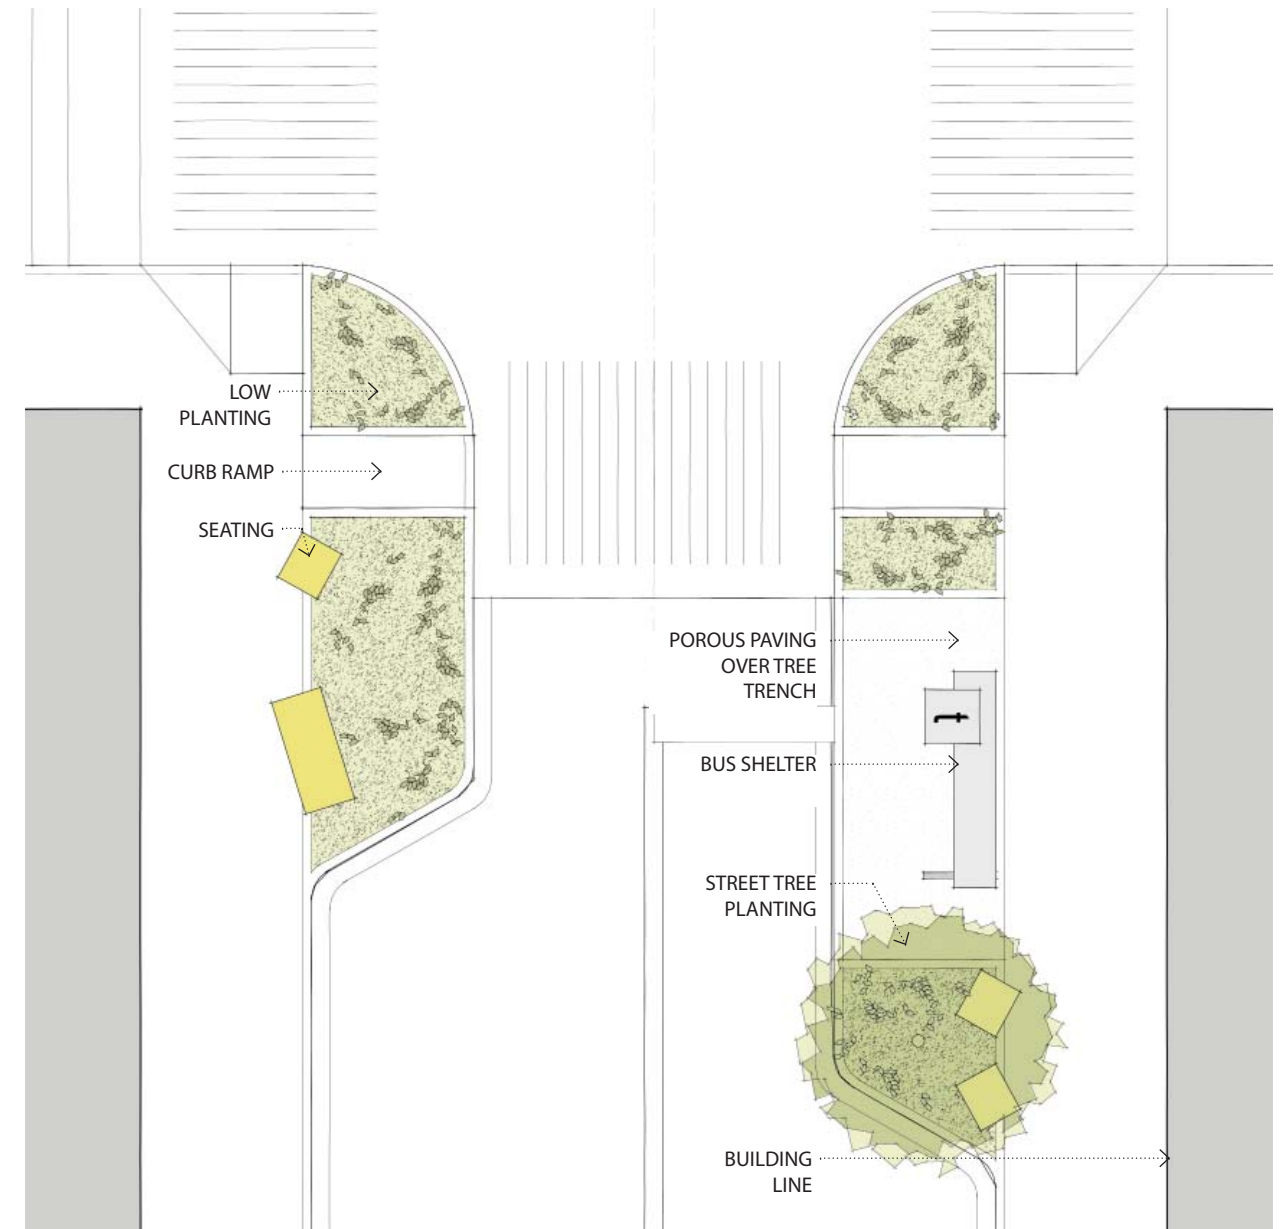 LOW
PLANTING
CURB RAMP
SEATING
POROUS PAVING
OVER TREE
TRENCH
t
BUS SHELTER
STREET TREE
PLANTING
BUILDING
LINE